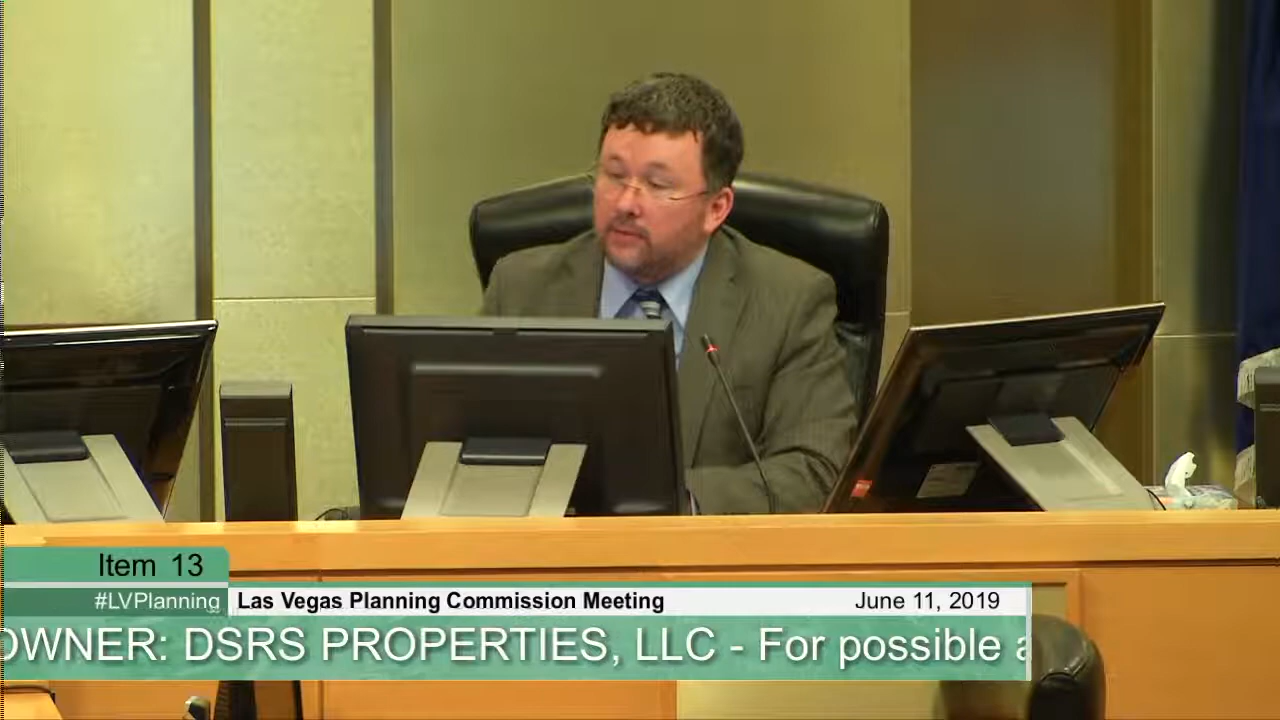 Item 13
#LVPlanning Las Vegas Planning Commission Meeting June 11, 2019
OWNER: DSRS PROPERTIES, LLC - For possible a